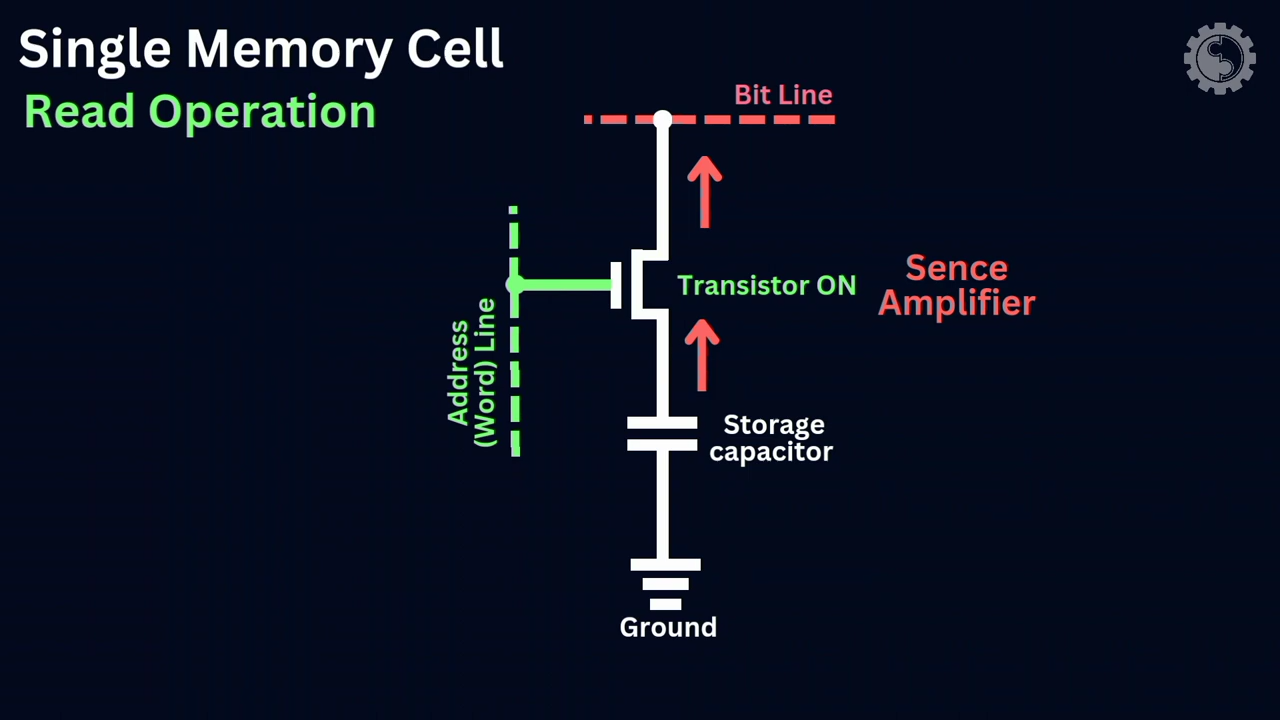 Single Memory Cell
Read Operation
Bit Line
Transistor ON
Sence
Amplifier
Address
(Word) Line
Storage
capacitor
Ground